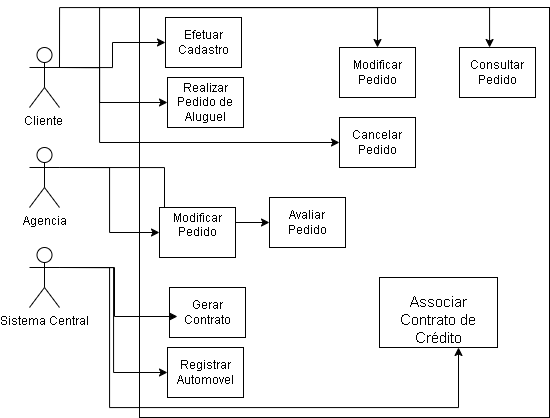 Efetuar
Cadastro
Modificar
Pedido
Consultar
Pedido
Realizar
Pedido de
Aluguel
Cliente
Cancelar
Pedido
Agencia
Modificar
Pedido
Avaliar
Pedido
Sistema Central
Gerar
Contrato
Associar
Contrato de
Crédito
Registrar
Automovel